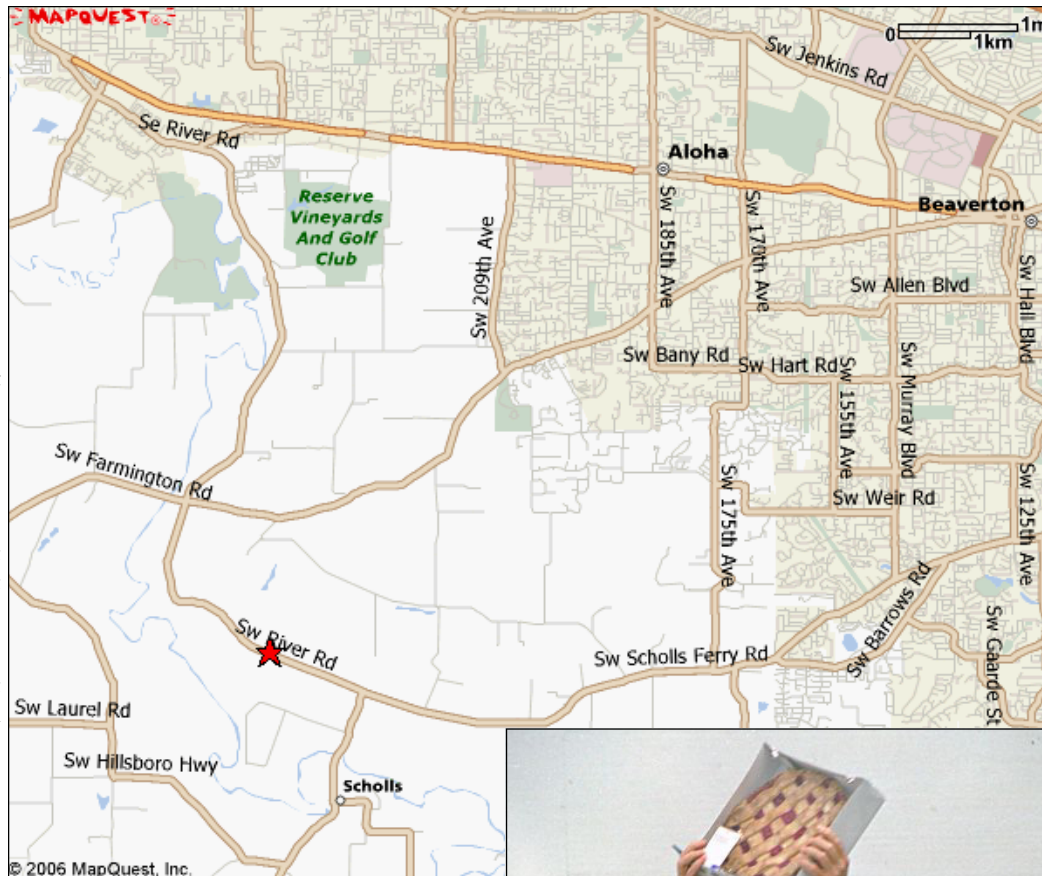 MAPQUEST
0
1m
1km
Sw Jenkins Rd
Se River Rd
Aloha
Reserve
Vineyards
And Golf
Club
Sw 185th Ave
Sw 170th Ave
Beaverton
Sw 209th Ave
Sw Allen Blvd
Sw Hall Blvd
Sw Bany Rd
Sw Hart Rd
Sw 155th Ave
Sw Murray Blvd
Sw Farmington Rd
Sw 175th Ave
Sw Weir Rd
Sw 125th Ave
Sw River Rd
Sw Scholls Ferry Rd
Sw Barrows Rd
Sw Gaarde St
Sw Laurel Rd
Sw Hillsboro Hwy
Scholls
© 2006 MapQuest, Inc.